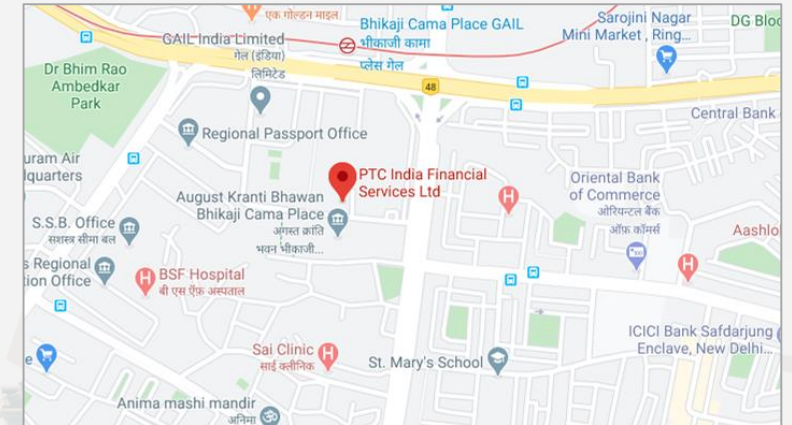 एक गोल्डन माइल
Bhikaji Cama Place GAIL
भीकाजी कामा
प्लेस गेल
Sarojini Nagar
Mini Market , Ring...
DG Bloc
GAIL India Limited
गेल (इंडिया)
लिमिटेड
Dr Bhim Rao
Ambedkar
Park
48
Central Bank
Regional Passport Office
uram Air
lquarters
PTC India Financial
Services Ltd
Oriental Bank
of Commerce
ओरियन्टल बैंक
ऑफ़ कॉमर्स
August Kranti Bhawan
Bhikaji Cama Place
अगस्त क्रांति
भवन भीकाजी...
S.S.B. Office
सशस्त्र सीमा बल
Aashlo
s Regional
ion Office
BSF Hospital
बी एस ऍफ़ अस्पताल
ICICI Bank Safdarjung
Enclave, New Delhi...
e
Sai Clinic
साई क्लीनिक
St. Mary's School
Anima mashi mandir
अनिमा